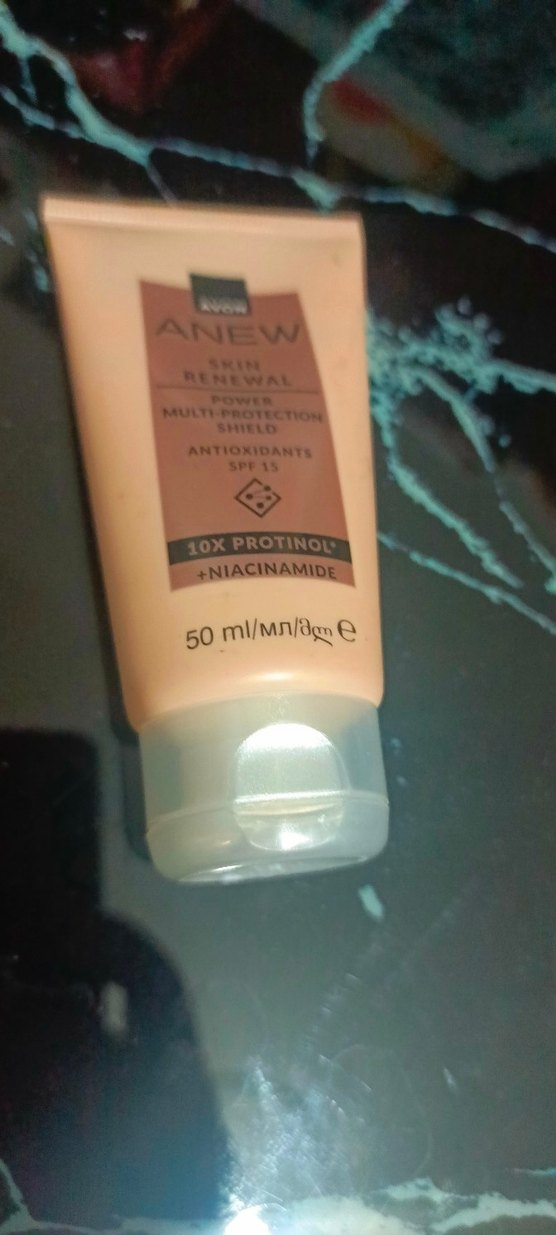 AVON
ANEW
SKIN
RENEWAL
POWER
MULTI-PROTECTION
SHIELD
ANTIOXIDANTS
SPF 15
10X PROTINOL*
+NIACINAMIDE
50 ml/мл/მლ e